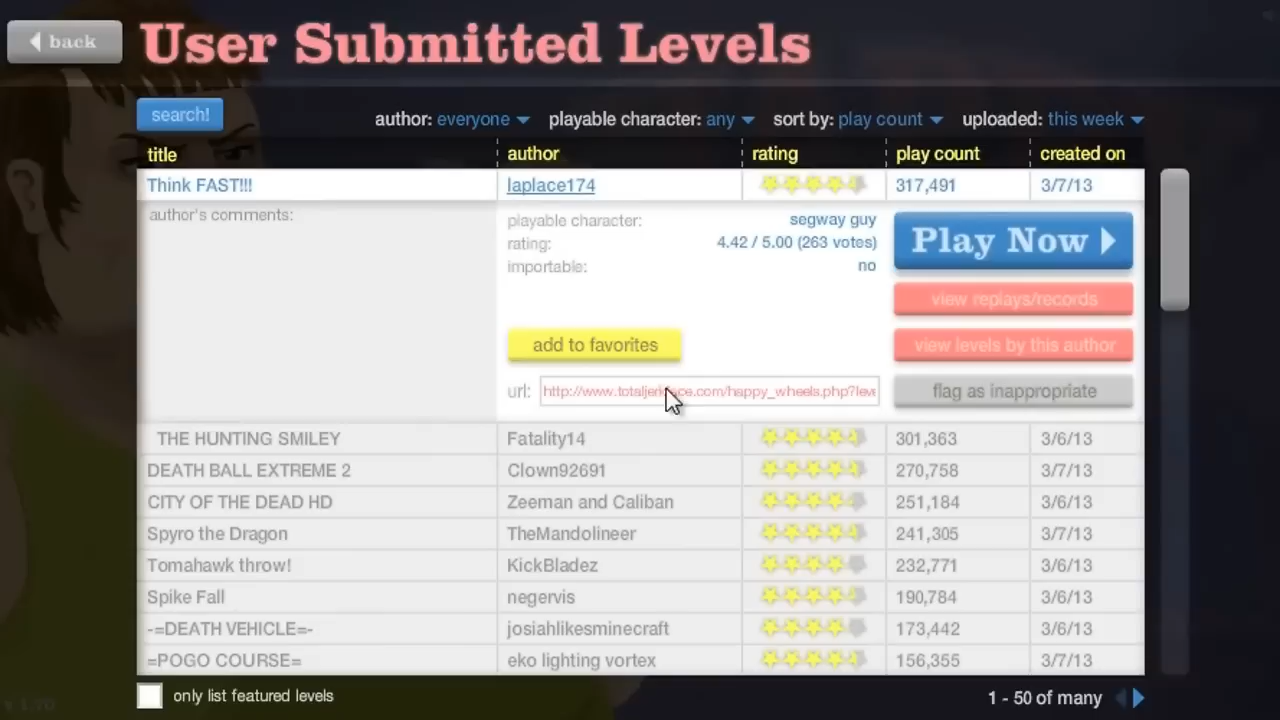 back
User Submitted Levels
search!
author: everyone playable character: any sort by: play count uploaded: this week
title author rating play count created on
Think FAST!!! laplace174 317,491 3/7/13
author's comments:
playable character: segway guy
rating: 4.42 / 5.00 (263 votes)
importable: no
Play Now
view replays/records
add to favorites
view levels by this author
url:
flag as inappropriate
THE HUNTING SMILEY Fatality14 301,363 3/6/13
DEATH BALL EXTREME 2 Clown92691 270,758 3/7/13
CITY OF THE DEAD HD Zeeman and Caliban 251,184 3/6/13
Spyro the Dragon TheMandolineer 241,305 3/7/13
Tomahawk throw! KickBladez 232,771 3/6/13
Spike Fall negervis 190,784 3/6/13
-=DEATH VEHICLE=- josiahlikesminecraft 173,442 3/6/13
=POGO COURSE= eko lighting vortex 156,355 3/7/13
only list featured levels
1 - 50 of many